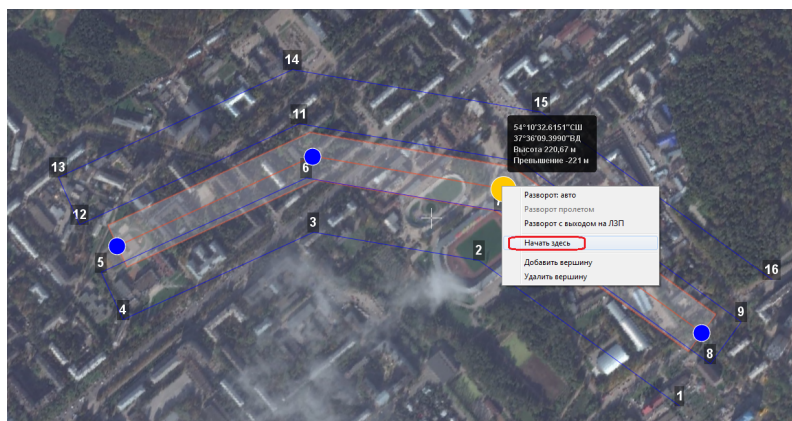 14
15
11
54°10'32.6151"СШ
37°36'09.3990"ВД
Высота 220,67 м
Превышение -221 м
13
6
12
Разворот: авто
Разворот пролетом
Разворот с выходом на ЛЗП
Начать здесь
Добавить вершину
Удалить вершину
3
2
5
16
4
9
8
1